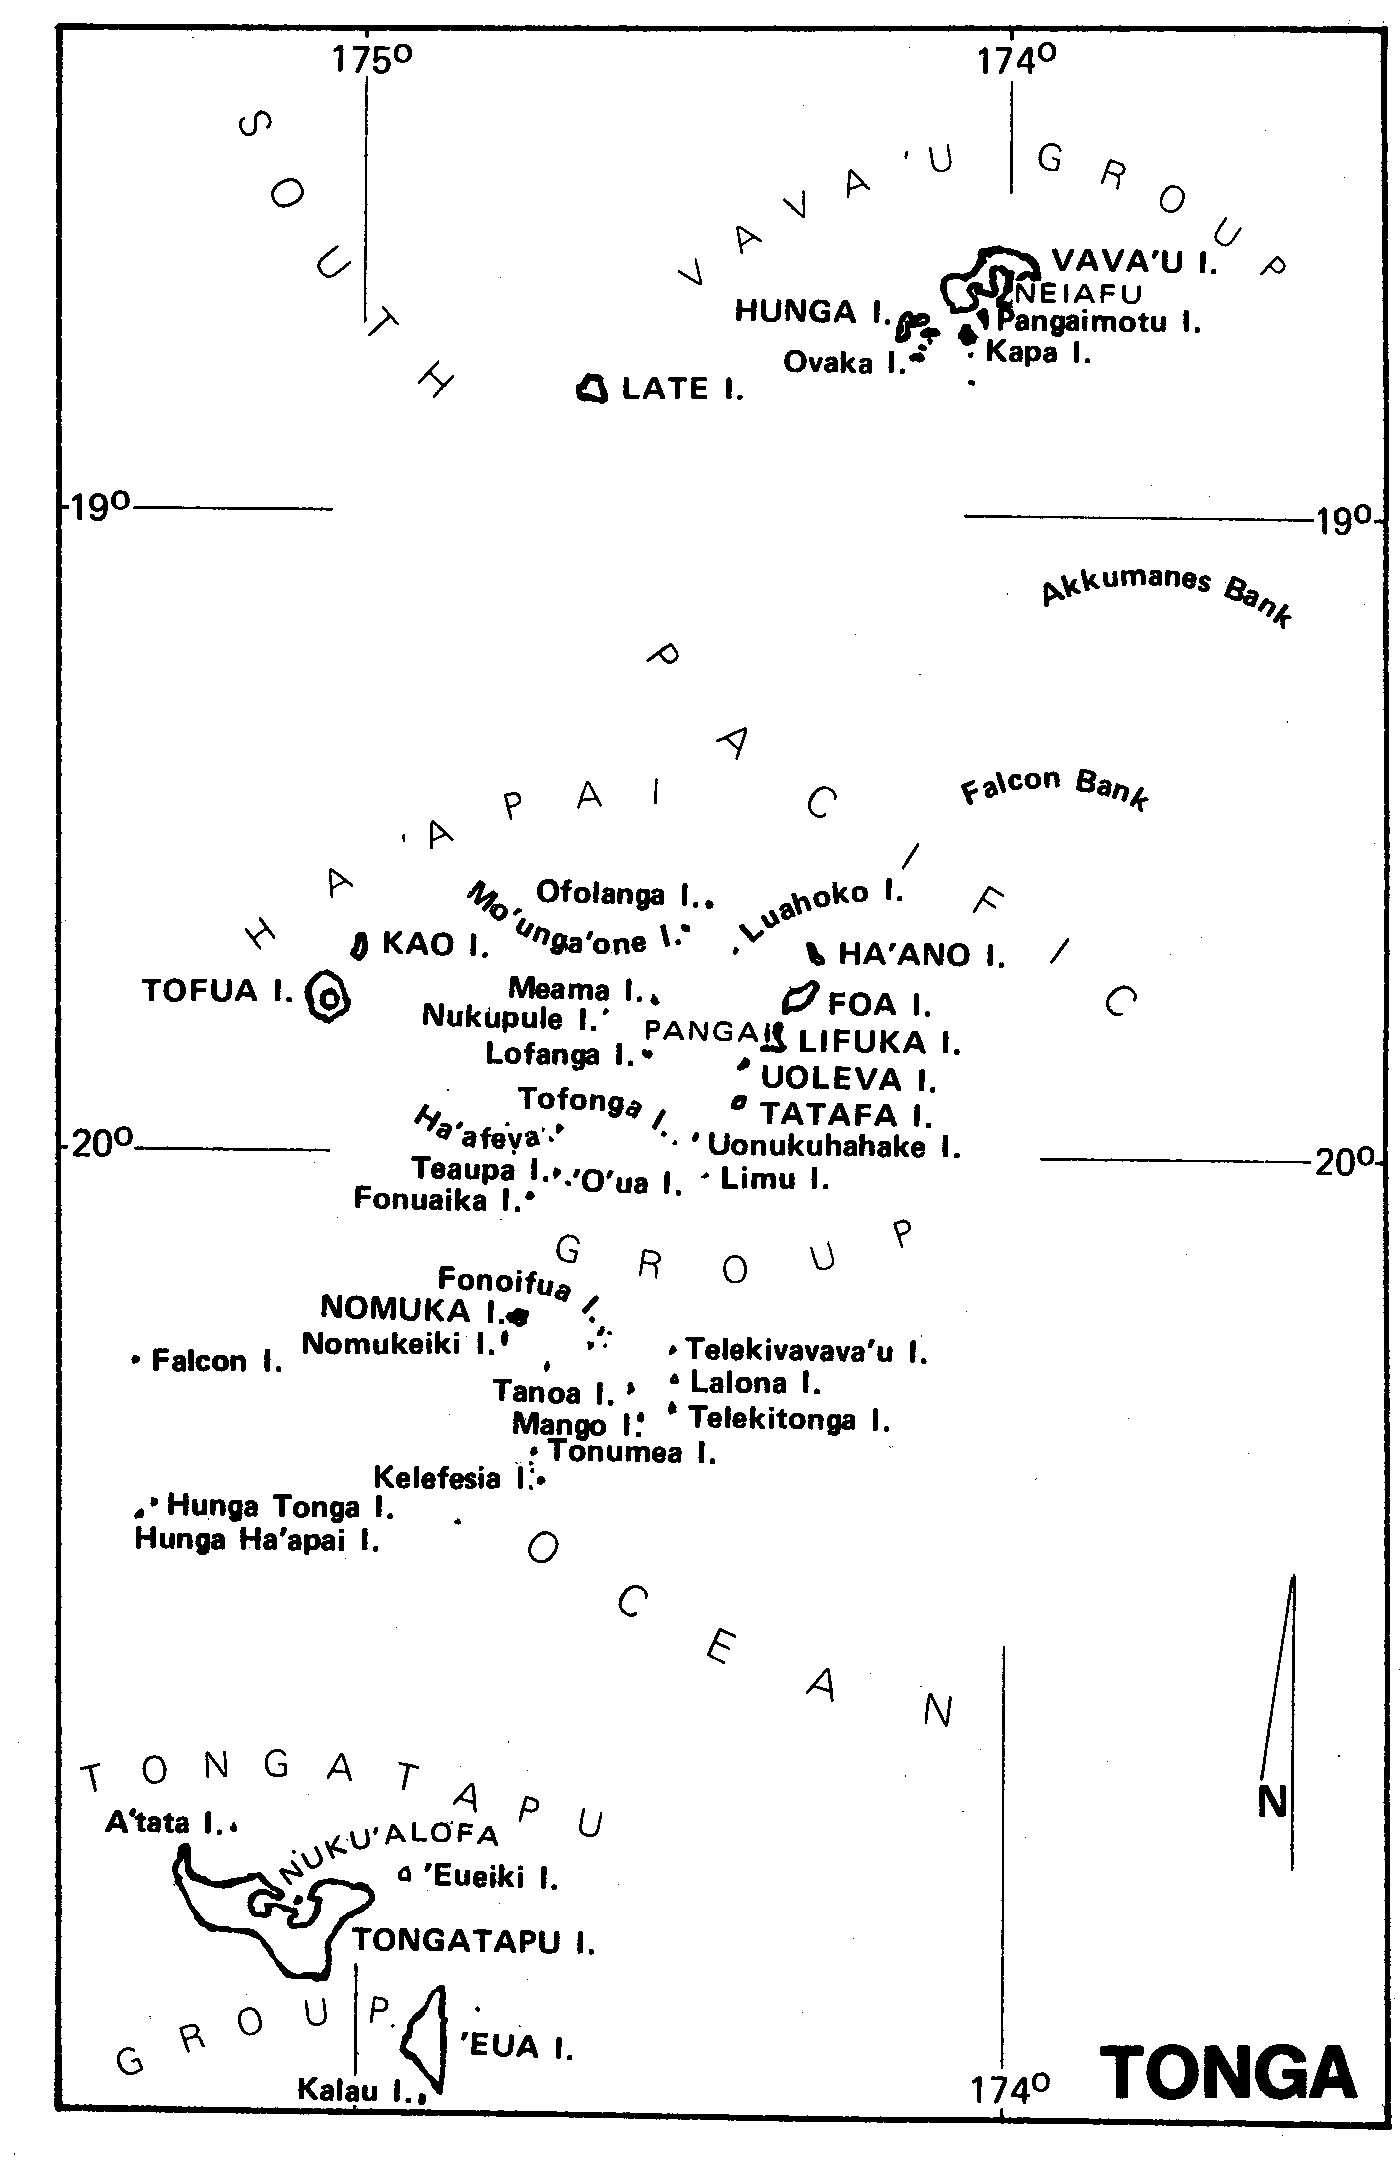 175° 174°
SOUTH PACIFIC OCEAN
VAVA'U GROUP
VAVA'U I.
NEIAFU
HUNGA I.
Pangaimotu I.
Ovaka I.
Kapa I.
LATE I.
19° 19°
Akkumanes Bank
Falcon Bank
HA'APAI GROUP
Ofolanga I.
Luahoko I.
Mo'unga'one I.
KAO I.
HA'ANO I.
TOFUA I.
Meama I.
FOA I.
Nukupule I.
PANGAI
LIFUKA I.
Lofanga I.
UOLEVA I.
Tofonga I.
TATAFA I.
Ha'afeva
20° 20°
Uonukuhahake I.
Teaupa I.
'O'ua I.
Limu I.
Fonuaika I.
Fonoifua I.
NOMUKA I.
Nomukeiki I.
Telekivavava'u I.
Falcon I.
Lalona I.
Tanoa I.
Mango I.
Telekitonga I.
Tonumea I.
Kelefesia I.
Hunga Tonga I.
Hunga Ha'apai I.
N
TONGATAPU GROUP
A'tata I.
NUKU'ALOFA
'Eueiki I.
TONGATAPU I.
'EUA I.
Kalau I.
174°
TONGA